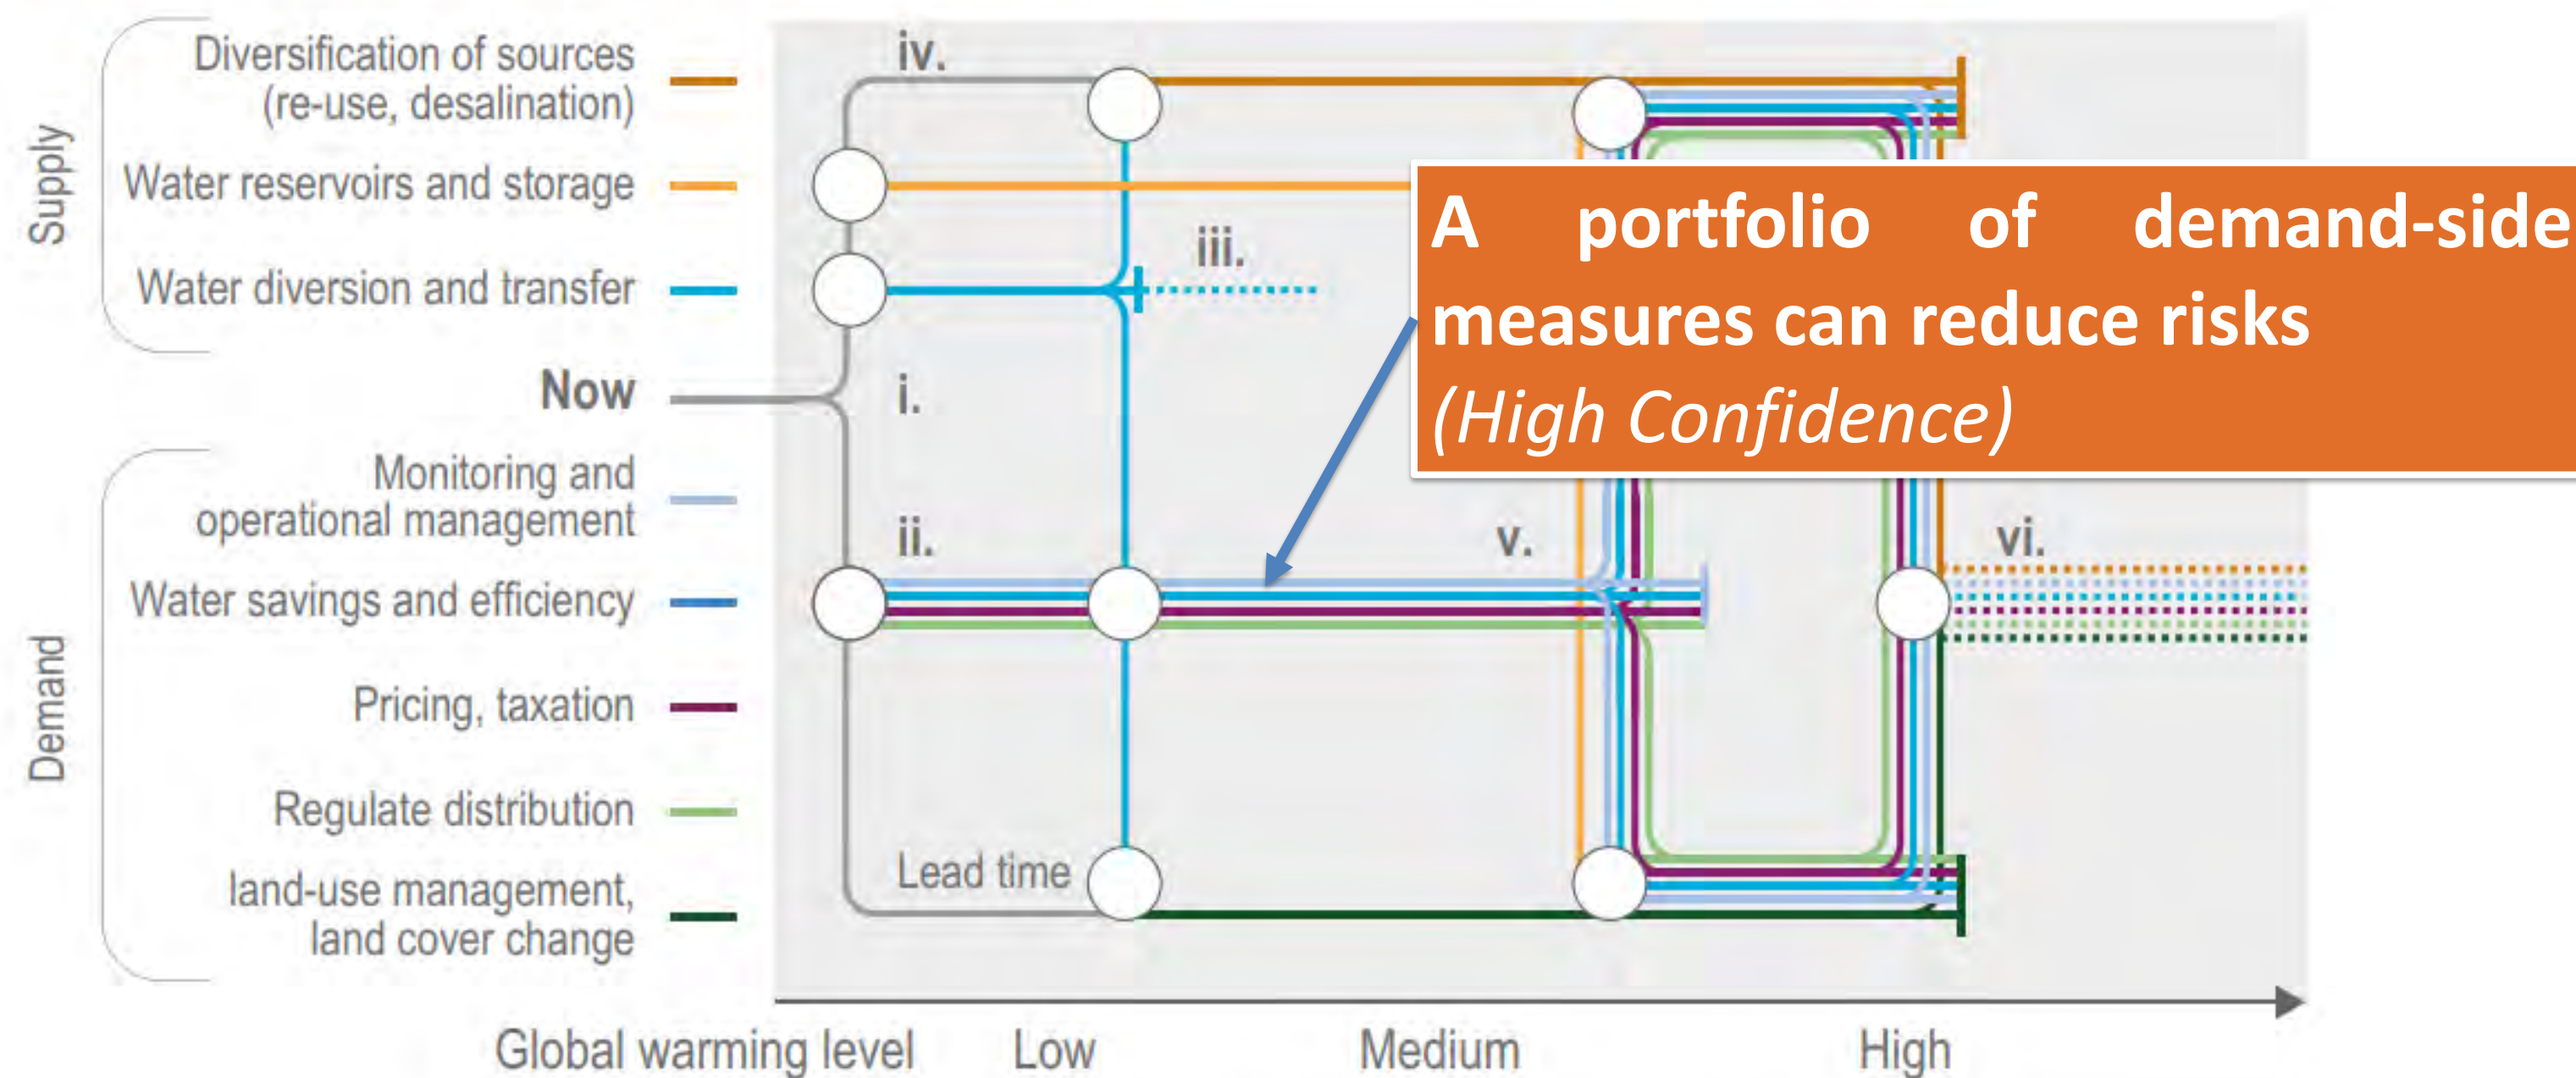 Supply
Diversification of sources
(re-use, desalination)
Water reservoirs and storage
Water diversion and transfer
Now
Demand
Monitoring and
operational management
Water savings and efficiency
Pricing, taxation
Regulate distribution
land-use management,
land cover change
iv.
iii.
i.
ii.
v.
vi.
Lead time
A portfolio of demand-side
measures can reduce risks
(High Confidence)
Global warming level Low Medium High